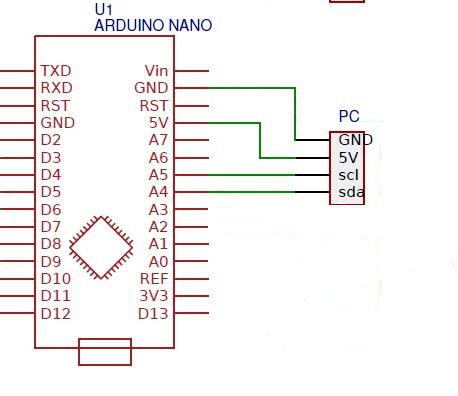 U1
ARDUINO NANO
TXD
RXD
RST
GND
D2
D3
D4
D5
D6
D7
D8
D9
D10
D11
D12
Vin
GND
RST
5V
A7
A6
A5
A4
A3
A2
A1
A0
REF
3V3
D13
PC
GND
5V
scl
sda